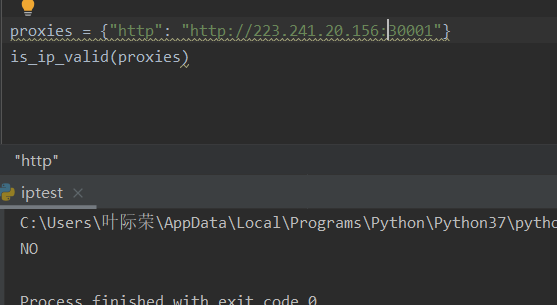 proxies = {"http": "http://223.241.20.156:30001"}
is_ip_valid(proxies)
"http"
iptest ×
C:\Users\叶际荣\AppData\Local\Programs\Python\Python37\pytho
NO
Process finished with exit code 0